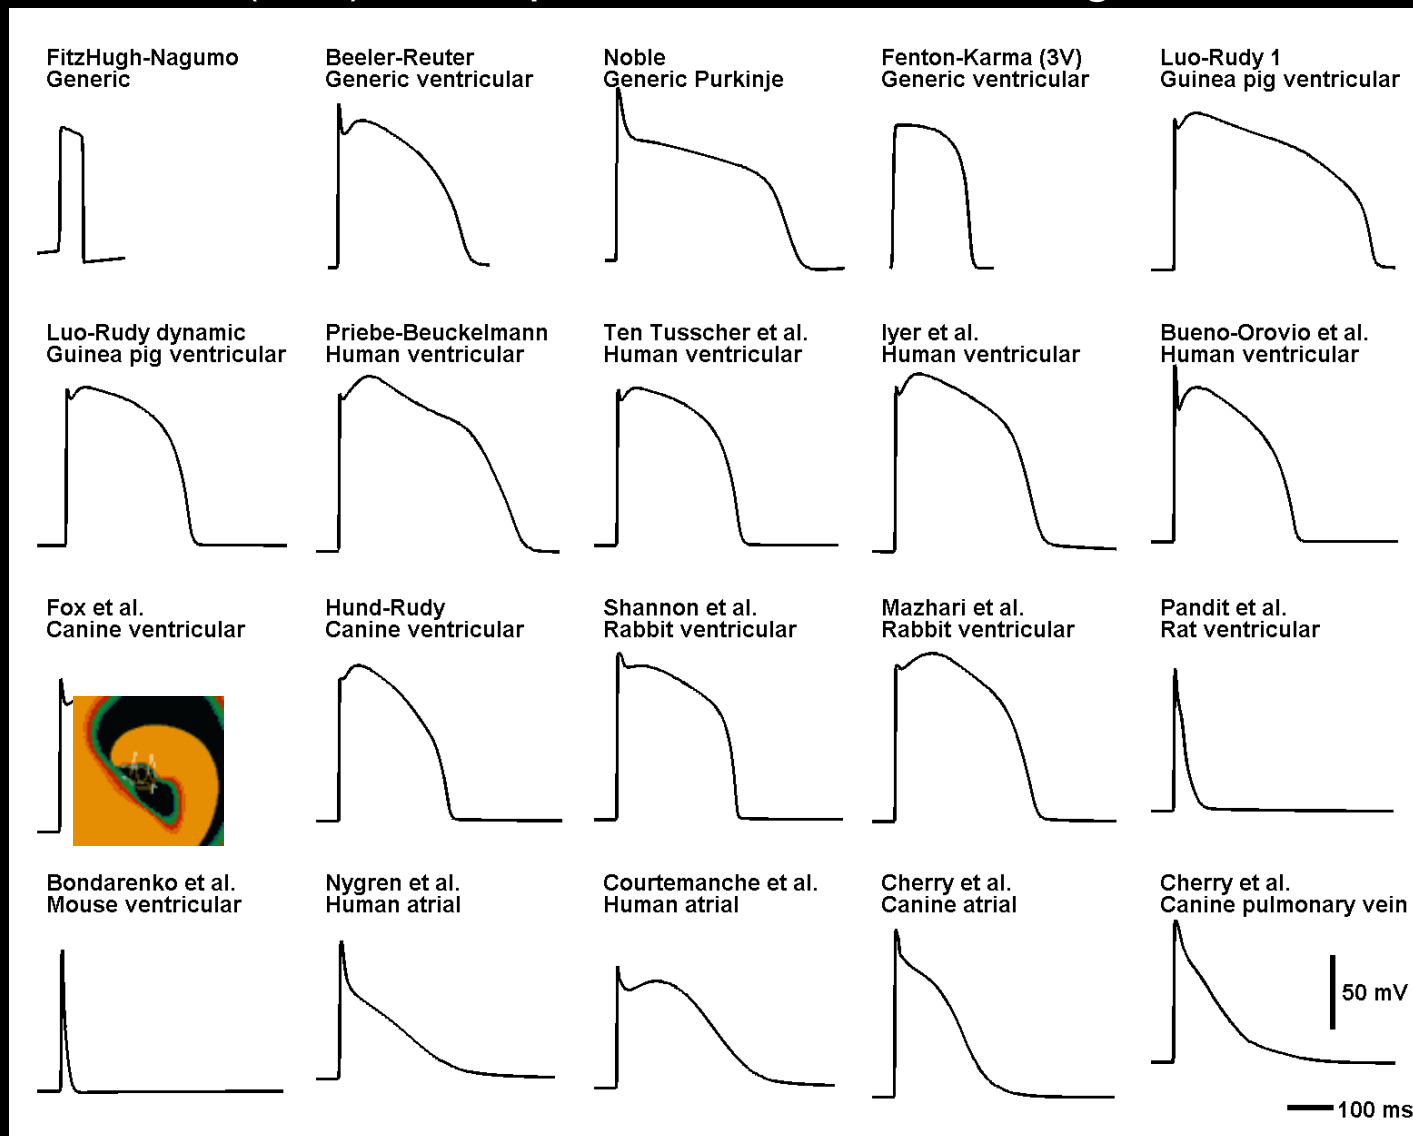 FitzHugh-Nagumo
Generic
Beeler-Reuter
Generic ventricular
Noble
Generic Purkinje
Fenton-Karma (3V)
Generic ventricular
Luo-Rudy 1
Guinea pig ventricular
Luo-Rudy dynamic
Guinea pig ventricular
Priebe-Beuckelmann
Human ventricular
Ten Tusscher et al.
Human ventricular
Iyer et al.
Human ventricular
Bueno-Orovio et al.
Human ventricular
Fox et al.
Canine ventricular
Hund-Rudy
Canine ventricular
Shannon et al.
Rabbit ventricular
Mazhari et al.
Rabbit ventricular
Pandit et al.
Rat ventricular
Bondarenko et al.
Mouse ventricular
Nygren et al.
Human atrial
Courtemanche et al.
Human atrial
Cherry et al.
Canine atrial
Cherry et al.
Canine pulmonary vein
50 mV
100 ms